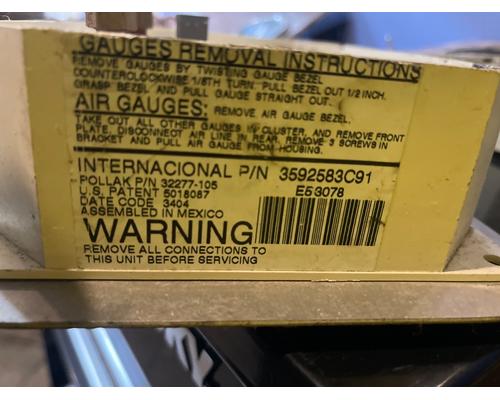 GAUGES REMOVAL INSTRUCTIONS
REMOVE GAUGES BY TWISTING GAUGE BEZEL
COUNTERCLOCKWISE 1/8TH TURN. PULL BEZEL OUT 1/2 INCH.
GRASP BEZEL AND PULL GAUGE STRAIGHT OUT.
AIR GAUGES: REMOVE AIR GAUGE BEZEL.
TAKE OUT ALL OTHER GAUGES IN CLUSTER, AND REMOVE FRONT
PLATE. DISCONNECT AIR LINE IN REAR. REMOVE 3 SCREWS IN
BRACKET AND PULL AIR GAUGE FROM HOUSING.
INTERNACIONAL P/N 3592583C91
POLLAK P/N 32277-105 E53078
U.S. PATENT 5018087
DATE CODE 3404
ASSEMBLED IN MEXICO
WARNING
REMOVE ALL CONNECTIONS TO
THIS UNIT BEFORE SERVICING